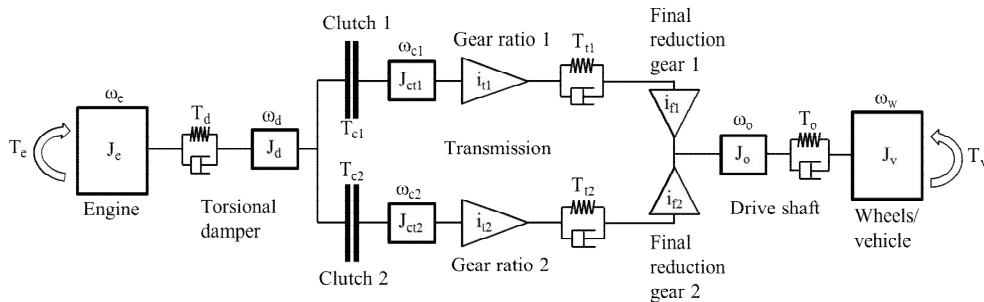 Clutch 1
Final
reduction
gear 1
ω_c1
Gear ratio 1
T_t1
J_ct1
i_t1
T_c1
i_f1
ω_e
T_d
ω_d
T_e
J_e
J_d
Transmission
ω_o
T_o
ω_w
J_o
J_v
T_v
T_c2
ω_c2
T_t2
i_f2
J_ct2
i_t2
Engine
Torsional
damper
Gear ratio 2
Drive shaft
Wheels/
vehicle
Clutch 2
Final
reduction
gear 2